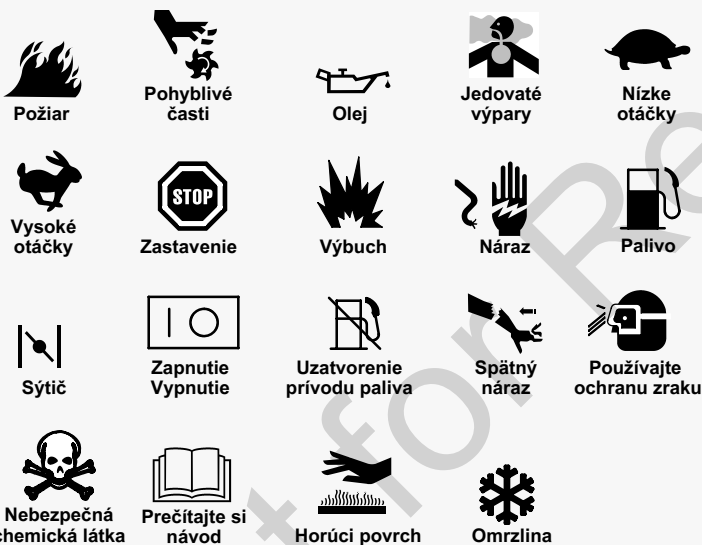 Požiar
Pohyblivé
časti
Olej
Jedovaté
výpary
Nízke
otáčky
Vysoké
otáčky
STOP
Zastavenie
Výbuch
Náraz
Palivo
Sýtič
Zapnutie
Vypnutie
Uzatvorenie
prívodu paliva
Spätný
náraz
Používajte
ochranu zraku
Nebezpečná
chemická látka
Prečítajte si
návod
Horúci povrch
Omrzlina